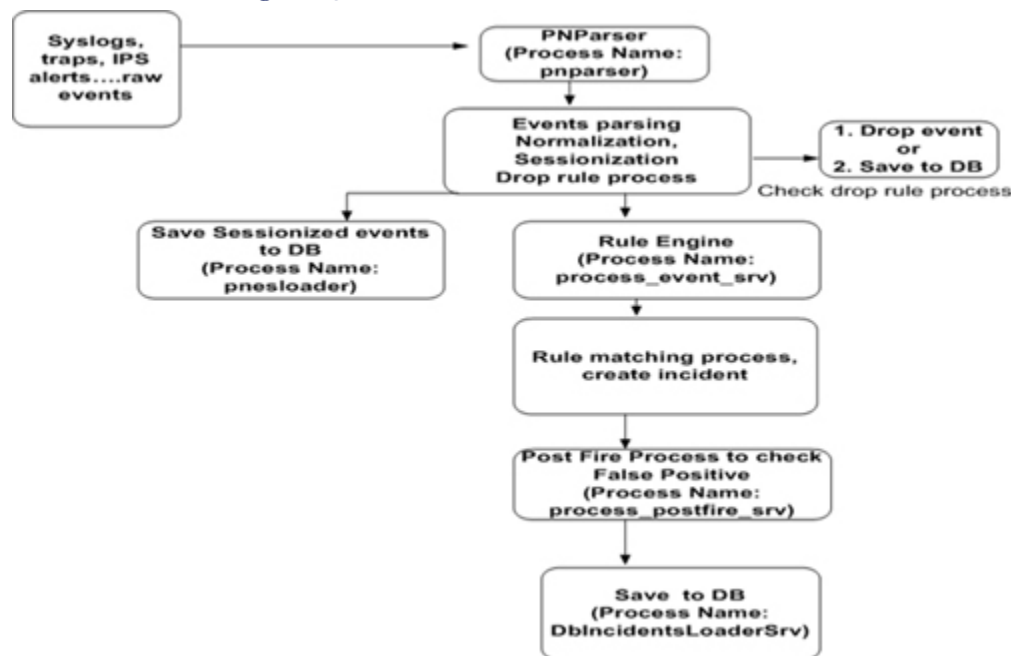 Syslogs,
traps, IPS
alerts....raw
events
PNParser
(Process Name:
pnparser)
Events parsing
Normalization,
Sessionization
Drop rule process
1. Drop event
or
2. Save to DB
Check drop rule process
Save Sessionized events
to DB
(Process Name:
pnesloader)
Rule Engine
(Process Name:
process_event_srv)
Rule matching process,
create incident
Post Fire Process to check
False Positive
(Process Name:
process_postfire_srv)
Save to DB
(Process Name:
DbIncidentsLoaderSrv)